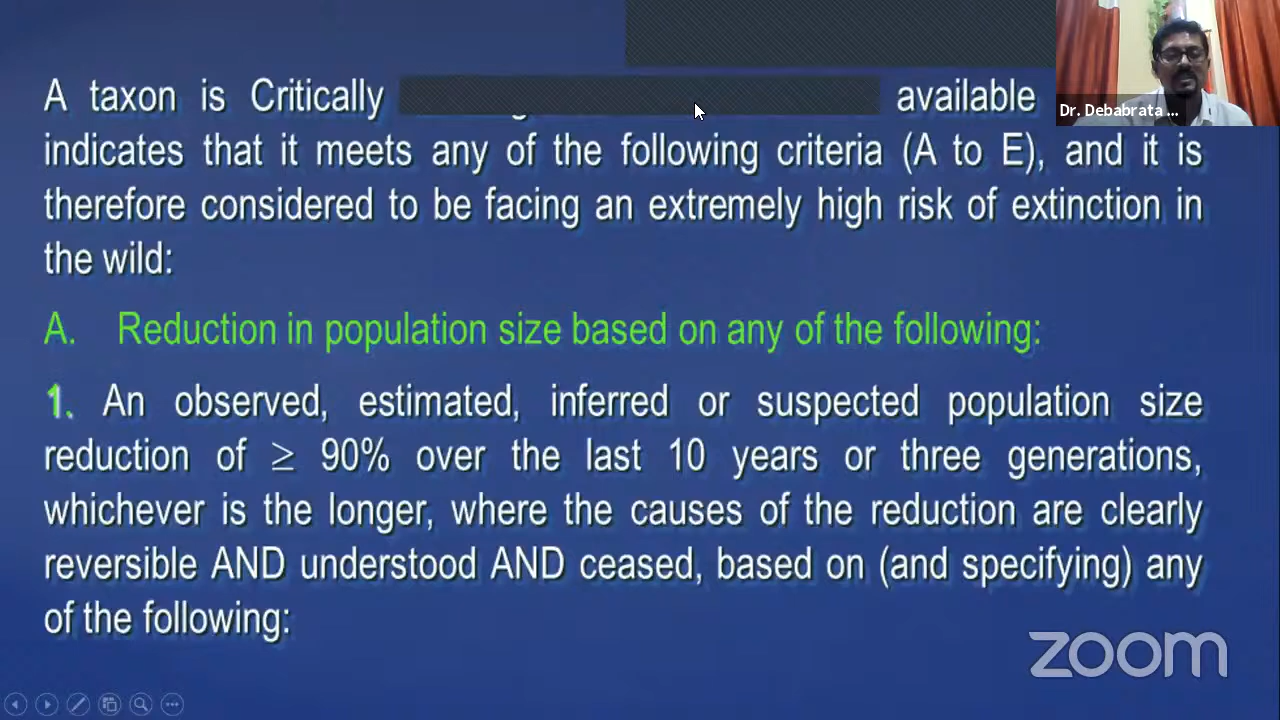 A taxon is Critically available
indicates that it meets any of the following criteria (A to E), and it is
therefore considered to be facing an extremely high risk of extinction in
the wild:
A. Reduction in population size based on any of the following:
1. An observed, estimated, inferred or suspected population size
reduction of ≥ 90% over the last 10 years or three generations,
whichever is the longer, where the causes of the reduction are clearly
reversible AND understood AND ceased, based on (and specifying) any
of the following:
Dr. Debabrata ...
zoom